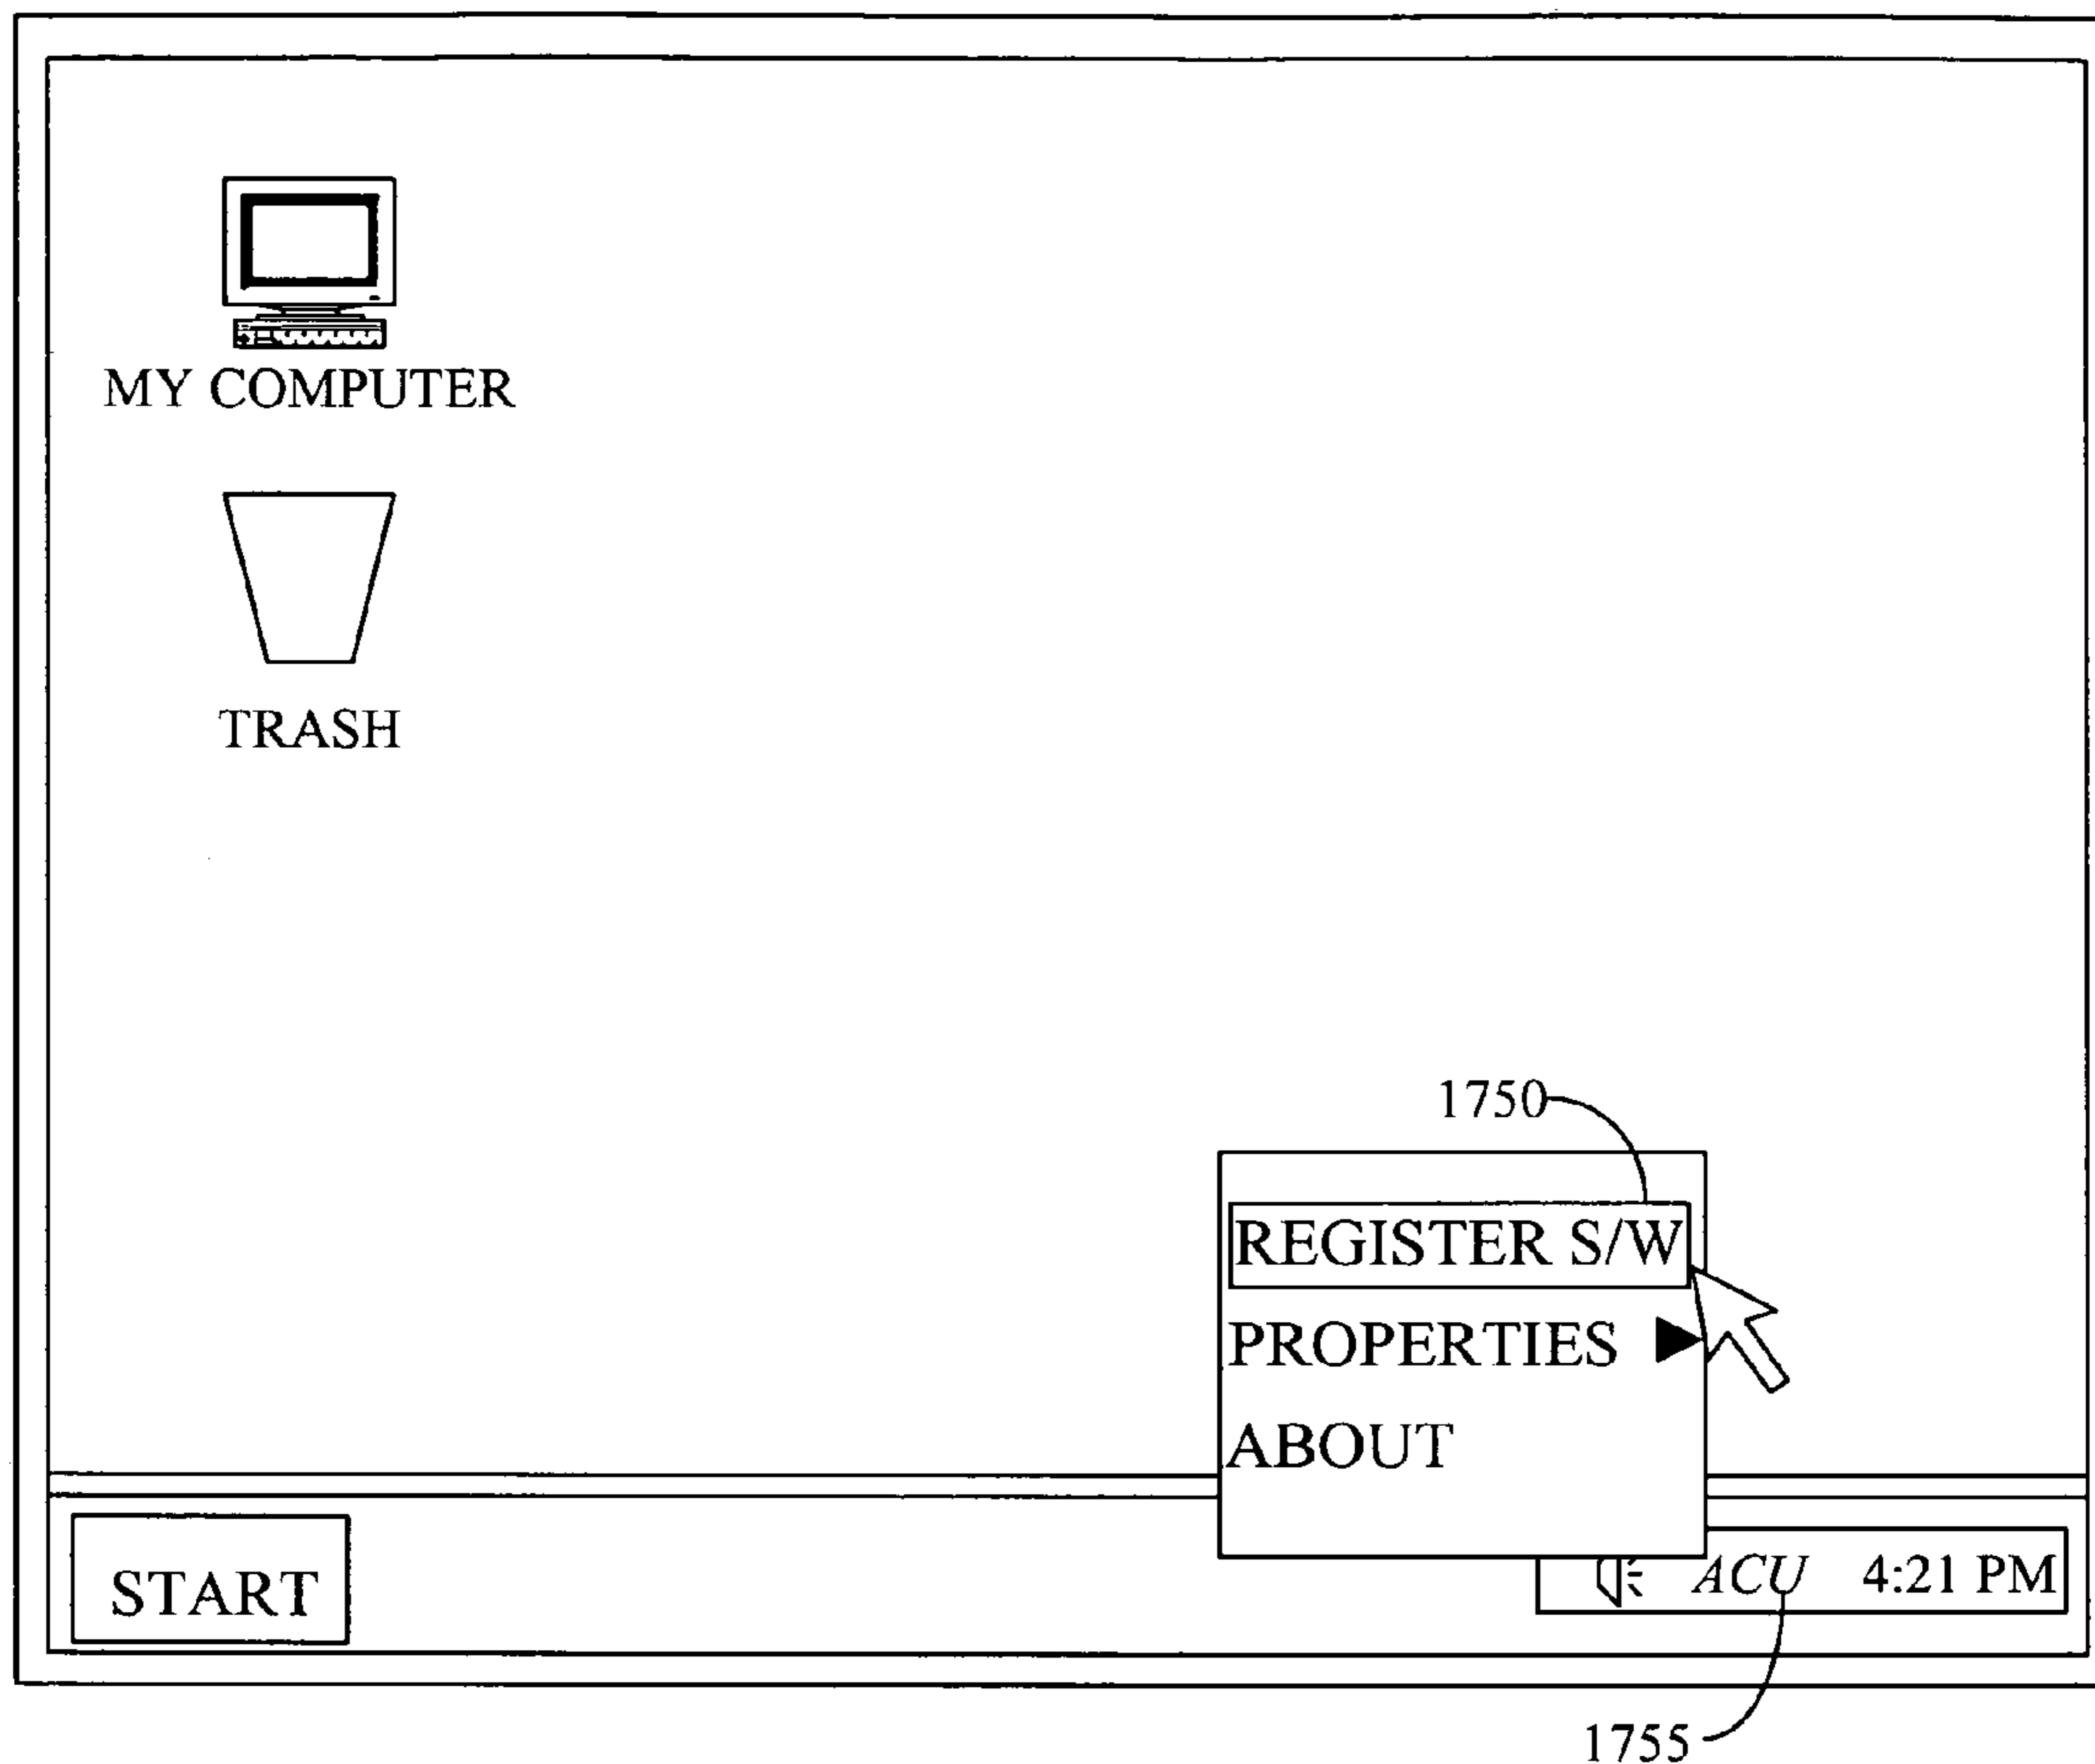 MY COMPUTER
TRASH
1750
REGISTER S/W
PROPERTIES
ABOUT
START
ACU 4:21 PM
1755